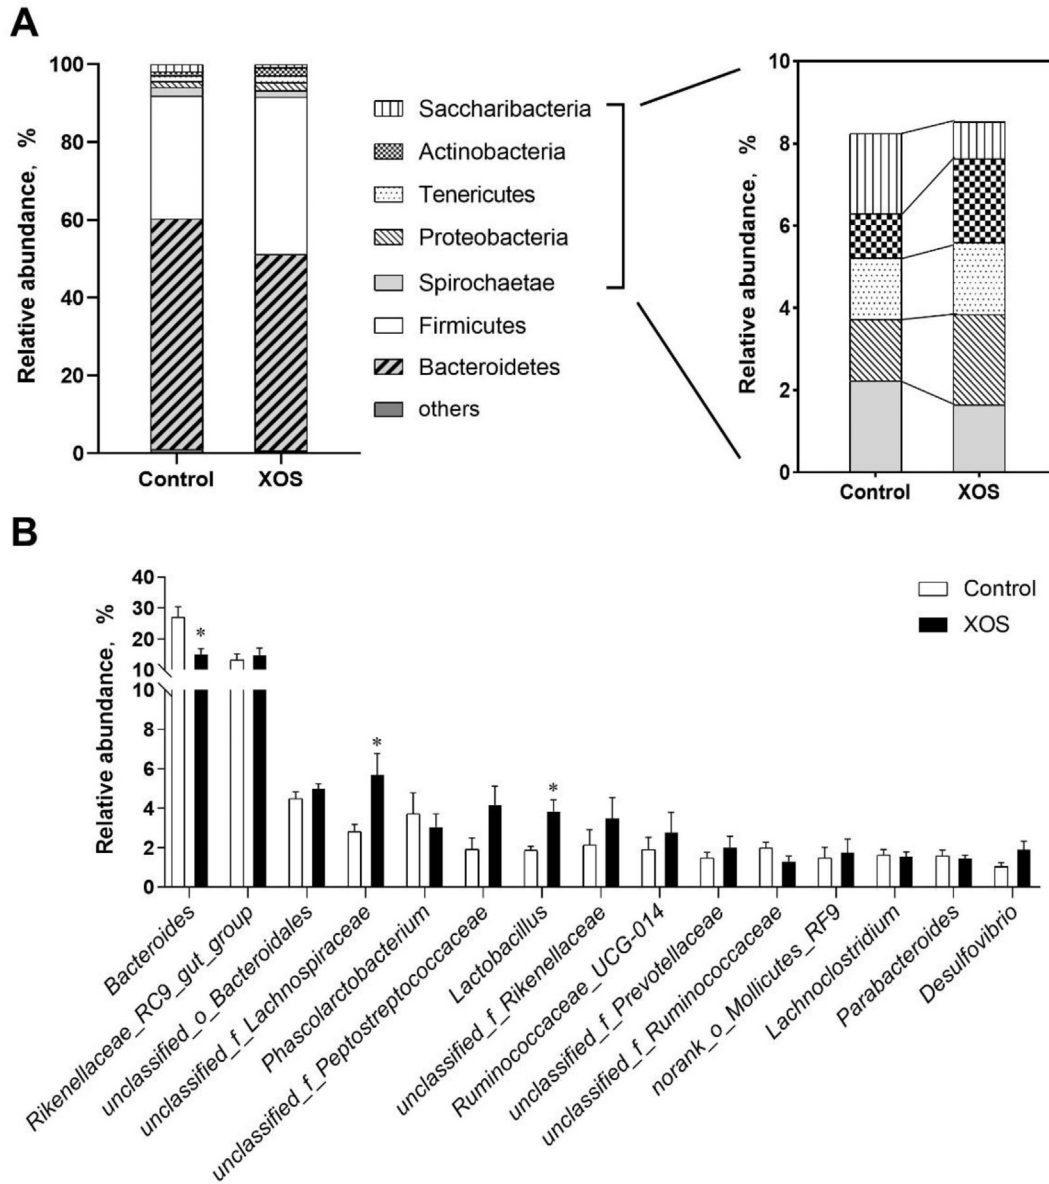 A
Relative abundance, %
100
80
60
40
20
0
Control XOS
Saccharibacteria
Actinobacteria
Tenericutes
Proteobacteria
Spirochaetae
Firmicutes
Bacteroidetes
others
Relative abundance, %
10
8
6
4
2
0
Control XOS
B
Relative abundance, %
40
30
20
10
10
8
6
4
2
0
Control
XOS
*
*
*
Bacteroides
Rikenellaceae_RC9_gut_group
unclassified_o_Bacteroidales
unclassified_f_Lachnospiraceae
Phascolarctobacterium
unclassified_f_Peptostreptococcaceae
Lactobacillus
unclassified_f_Rikenellaceae
Ruminococcaceae_UCG-014
unclassified_f_Prevotellaceae
unclassified_f_Ruminococcaceae
norank_o_Mollicutes_RF9
Lachnoclostridium
Parabacteroides
Desulfovibrio